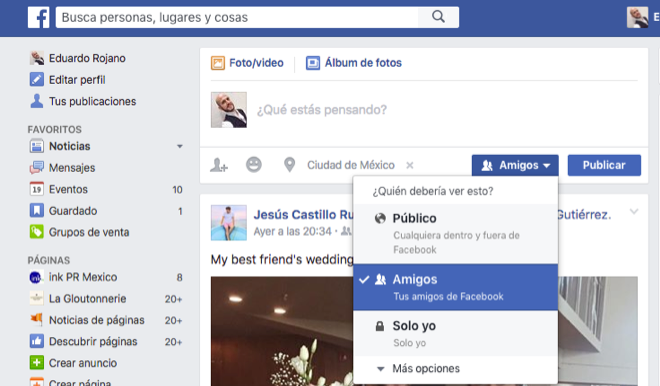 f
Busca personas, lugares y cosas
E
Eduardo Rojano
Editar perfil
Tus publicaciones
FAVORITOS
Noticias
Mensajes
19 Eventos 10
Guardado 1
Grupos de venta
PÁGINAS
ink ink PR Mexico 8
La Gloutonnerie 20+
Noticias de páginas 20+
Descubrir páginas 20+
Crear anuncio
Crear página
Foto/video
Álbum de fotos
¿Qué estás pensando?
Ciudad de México ×
Amigos
Publicar
¿Quién debería ver esto?
Público
Cualquiera dentro y fuera de
Facebook
Amigos
Tus amigos de Facebook
Solo yo
Solo yo
Más opciones
Jesús Castillo Ru
Gutiérrez.
Ayer a las 20:34 ·
My best friend's wedding